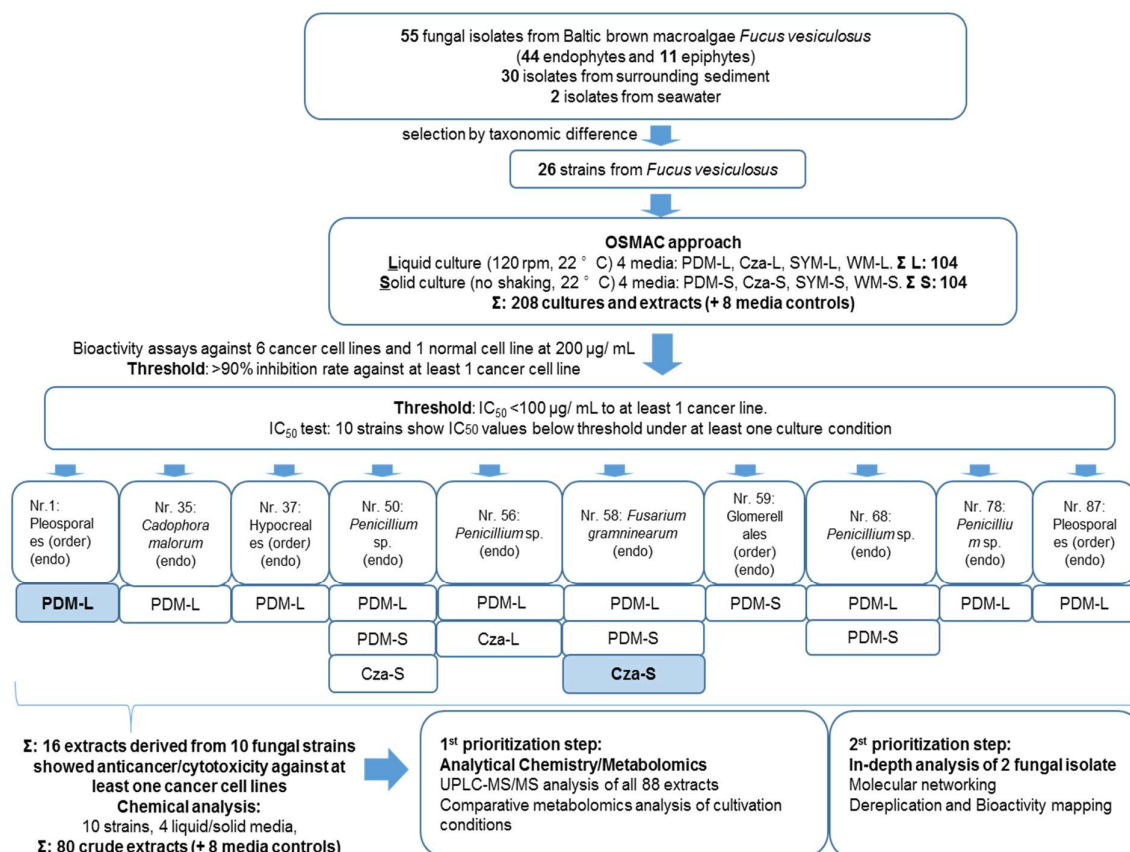 55 fungal isolates from Baltic brown macroalgae Fucus vesiculosus
(44 endophytes and 11 epiphytes)
30 isolates from surrounding sediment
2 isolates from seawater
selection by taxonomic difference
26 strains from Fucus vesiculosus
OSMAC approach
Liquid culture (120 rpm, 22 ° C) 4 media: PDM-L, Cza-L, SYM-L, WM-L. Σ L: 104
Solid culture (no shaking, 22 ° C) 4 media: PDM-S, Cza-S, SYM-S, WM-S. Σ S: 104
Σ: 208 cultures and extracts (+ 8 media controls)
Bioactivity assays against 6 cancer cell lines and 1 normal cell line at 200 µg/ mL
Threshold: >90% inhibition rate against at least 1 cancer cell line
Threshold: IC50 <100 µg/ mL to at least 1 cancer line.
IC50 test: 10 strains show IC50 values below threshold under at least one culture condition
Nr.1:
Pleosporal
es (order)
(endo)
PDM-L
Nr. 35:
Cadophora
malorum
(endo)
PDM-L
Nr. 37:
Hypocreal
es (order)
(endo)
PDM-L
Nr. 50:
Penicillium
sp.
(endo)
PDM-L
PDM-S
Cza-S
Nr. 56:
Penicillium sp.
(endo)
PDM-L
Cza-L
Nr. 58: Fusarium
gramninearum
(endo)
PDM-L
PDM-S
Cza-S
Nr. 59:
Glomerell
ales
(order)
(endo)
PDM-S
Nr. 68:
Penicillium sp.
(endo)
PDM-L
PDM-S
Nr. 78:
Penicilliu
m sp.
(endo)
PDM-L
Nr. 87:
Pleosporal
es (order)
(endo)
PDM-L
Σ: 16 extracts derived from 10 fungal strains
showed anticancer/cytotoxicity against at
least one cancer cell lines
Chemical analysis:
10 strains, 4 liquid/solid media,
Σ: 80 crude extracts (+ 8 media controls)
1st prioritization step:
Analytical Chemistry/Metabolomics
UPLC-MS/MS analysis of all 88 extracts
Comparative metabolomics analysis of cultivation
conditions
2st prioritization step:
In-depth analysis of 2 fungal isolate
Molecular networking
Dereplication and Bioactivity mapping